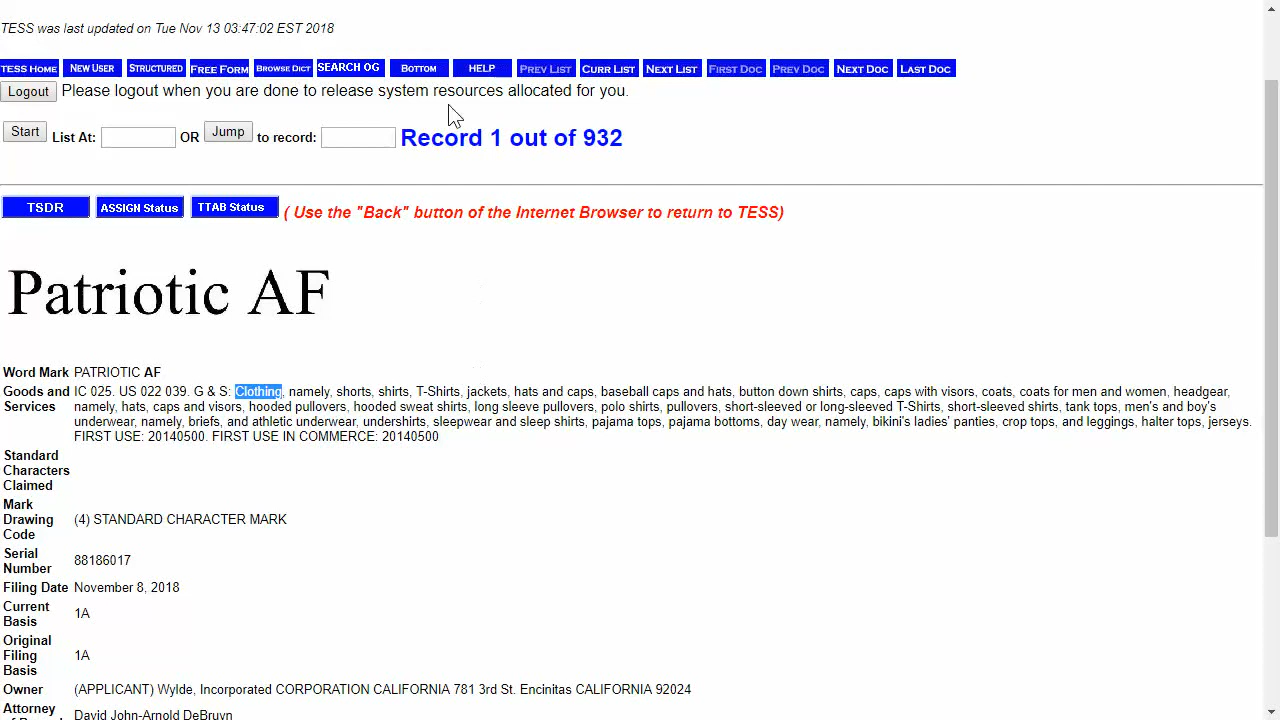 TESS was last updated on Tue Nov 13 03:47:02 EST 2018
TESS HOME NEW USER STRUCTURED FREE FORM BROWSE DICT SEARCH OG BOTTOM HELP PREV LIST CURR LIST NEXT LIST FIRST DOC PREV DOC NEXT DOC LAST DOC
Logout Please logout when you are done to release system resources allocated for you.
Start List At: OR Jump to record: Record 1 out of 932
TSDR ASSIGN Status TTAB Status ( Use the "Back" button of the Internet Browser to return to TESS)
Patriotic AF
Word Mark PATRIOTIC AF
Goods and IC 025. US 022 039. G & S: Clothing, namely, shorts, shirts, T-Shirts, jackets, hats and caps, baseball caps and hats, button down shirts, caps, caps with visors, coats, coats for men and women, headgear,
Services namely, hats, caps and visors, hooded pullovers, hooded sweat shirts, long sleeve pullovers, polo shirts, pullovers, short-sleeved or long-sleeved T-Shirts, short-sleeved shirts, tank tops, men's and boy's
underwear, namely, briefs, and athletic underwear, undershirts, sleepwear and sleep shirts, pajama tops, pajama bottoms, day wear, namely, bikini's ladies' panties, crop tops, and leggings, halter tops, jerseys.
FIRST USE: 20140500. FIRST USE IN COMMERCE: 20140500
Standard
Characters
Claimed
Mark
Drawing (4) STANDARD CHARACTER MARK
Code
Serial
Number 88186017
Filing Date November 8, 2018
Current
Basis 1A
Original
Filing 1A
Basis
Owner (APPLICANT) Wylde, Incorporated CORPORATION CALIFORNIA 781 3rd St. Encinitas CALIFORNIA 92024
Attorney
David John-Arnold DeBruyn